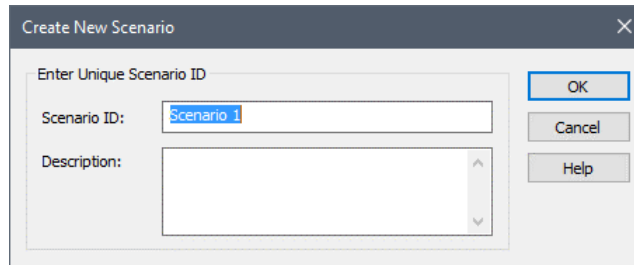 Create New Scenario
Enter Unique Scenario ID
Scenario ID:
Scenario 1
Description:
OK
Cancel
Help